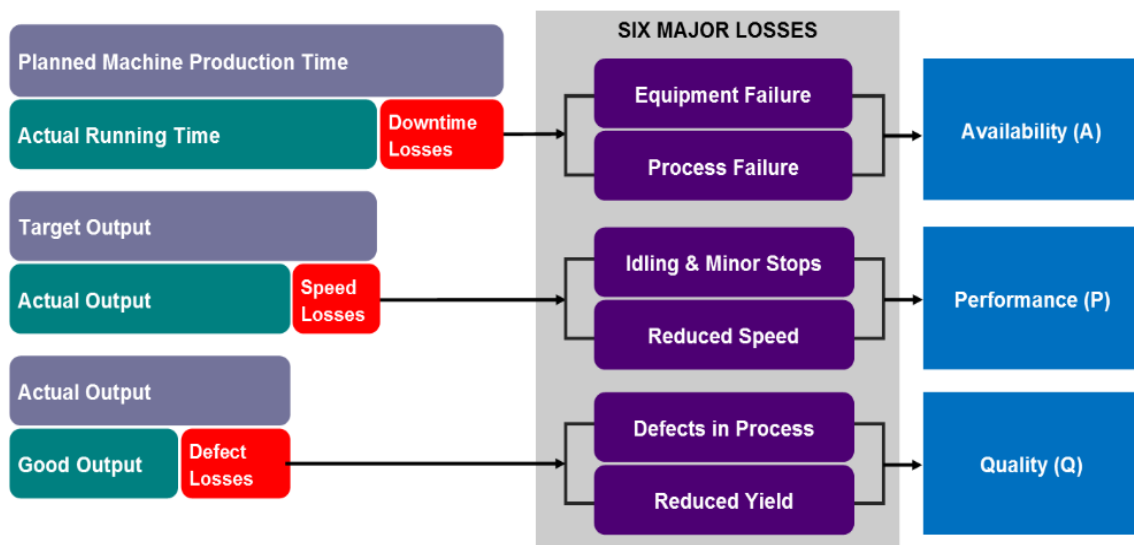 SIX MAJOR LOSSES
Planned Machine Production Time
Actual Running Time
Downtime
Losses
Equipment Failure
Process Failure
Availability (A)
Target Output
Actual Output
Speed
Losses
Idling & Minor Stops
Reduced Speed
Performance (P)
Actual Output
Good Output
Defect
Losses
Defects in Process
Reduced Yield
Quality (Q)